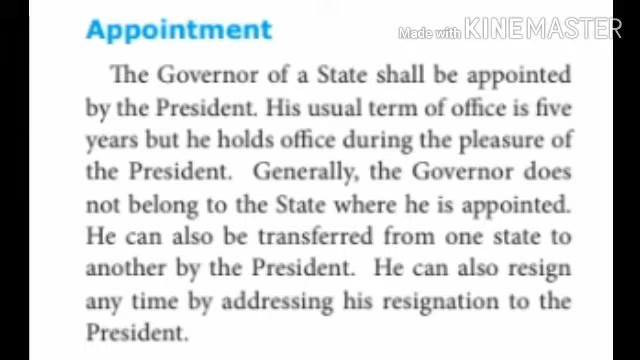 Appointment
Made with KINEMASTER
The Governor of a State shall be appointed
by the President. His usual term of office is five
years but he holds office during the pleasure of
the President. Generally, the Governor does
not belong to the State where he is appointed.
He can also be transferred from one state to
another by the President. He can also resign
any time by addressing his resignation to the
President.